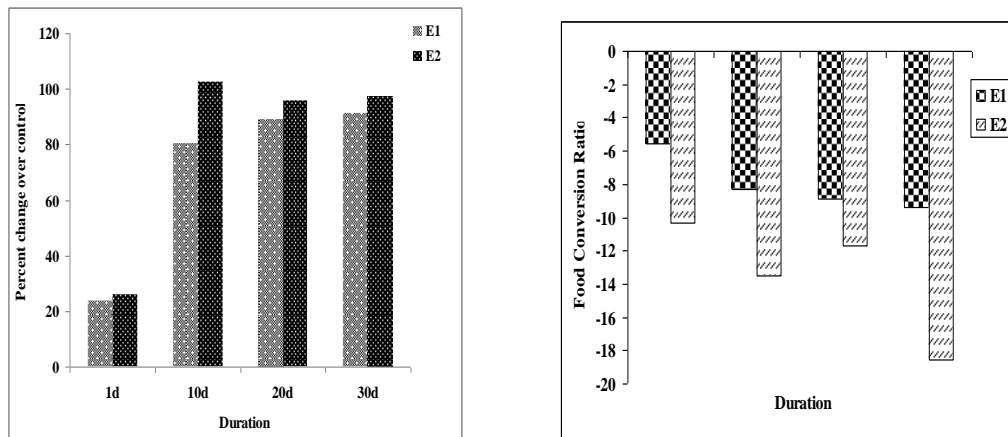 Percent change over control
120
100
80
60
40
20
0
1d 10d 20d 30d
Duration
E1
E2
Food Conversion Ratio
0
-2
-4
-6
-8
-10
-12
-14
-16
-18
-20
Duration
E1
E2